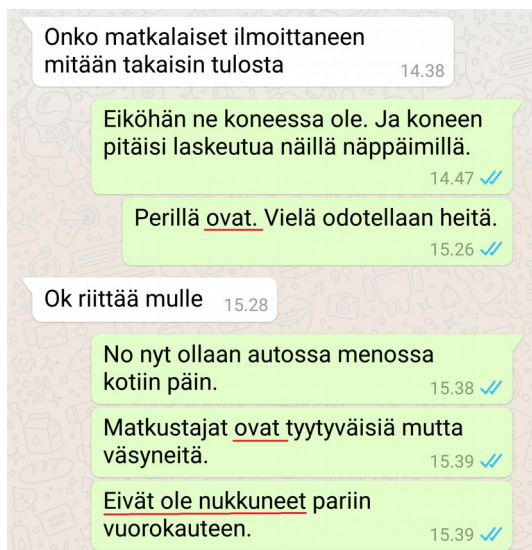 Onko matkalaiset ilmoittaneen
mitään takaisin tulosta
14.38
Eiköhän ne koneessa ole. Ja koneen
pitäisi laskeutua näillä näppäimillä.
14.47
Perillä ovat. Vielä odotellaan heitä.
15.26
Ok riittää mulle 15.28
No nyt ollaan autossa menossa
kotiin päin.
15.38
Matkustajat ovat tyytyväisiä mutta
väsyneitä.
15.39
Eivät ole nukkuneet pariin
vuorokauteen.
15.39